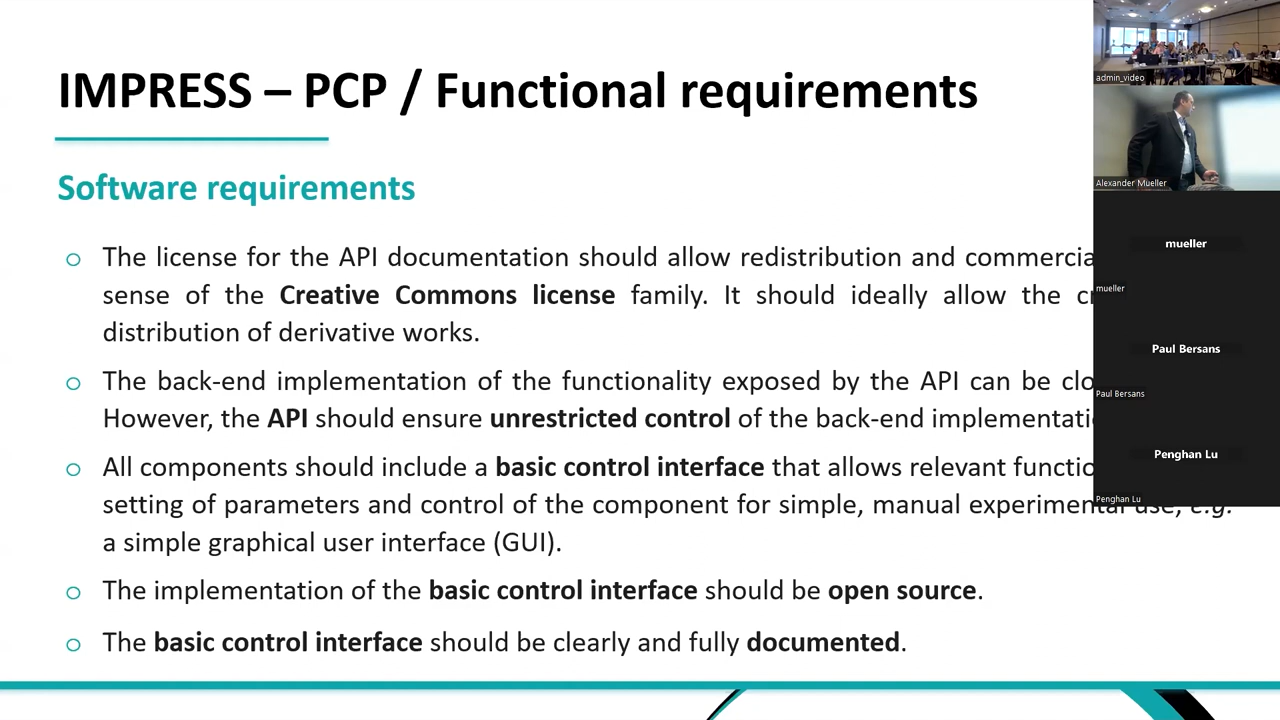 IMPRESS – PCP / Functional requirements
Software requirements
The license for the API documentation should allow redistribution and commercia
sense of the Creative Commons license family. It should ideally allow the
distribution of derivative works.
The back-end implementation of the functionality exposed by the API can be
However, the API should ensure unrestricted control of the back-end
All components should include a basic control interface that allows relevant
setting of parameters and control of the component for simple, manual experimental use, e.g.
a simple graphical user interface (GUI).
The implementation of the basic control interface should be open source.
The basic control interface should be clearly and fully documented.
admin_video
Alexander Mueller
mueller
mueller
Paul Bersans
Paul Bersans
Penghan Lu
Penghan Lu